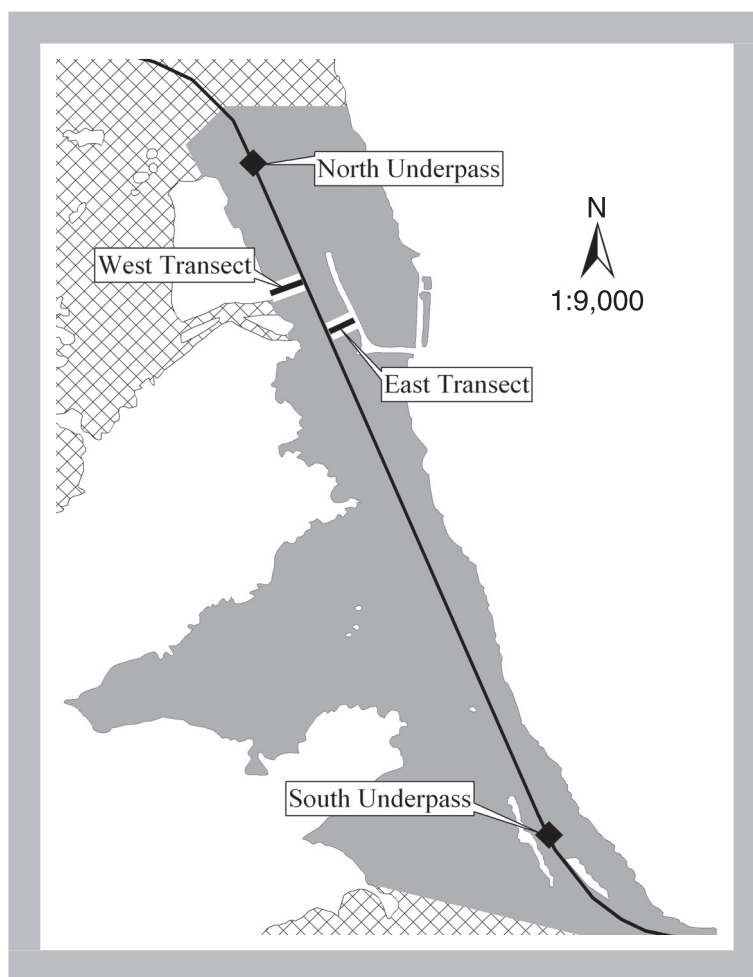 North Underpass
N
West Transect
1:9,000
East Transect
South Underpass